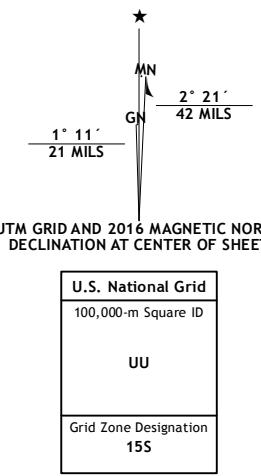 ★
MN
GN
2° 21´
42 MILS
1° 11´
21 MILS
UTM GRID AND 2016 MAGNETIC NOR
DECLINATION AT CENTER OF SHEET
U.S. National Grid
100,000-m Square ID
UU
Grid Zone Designation
15S